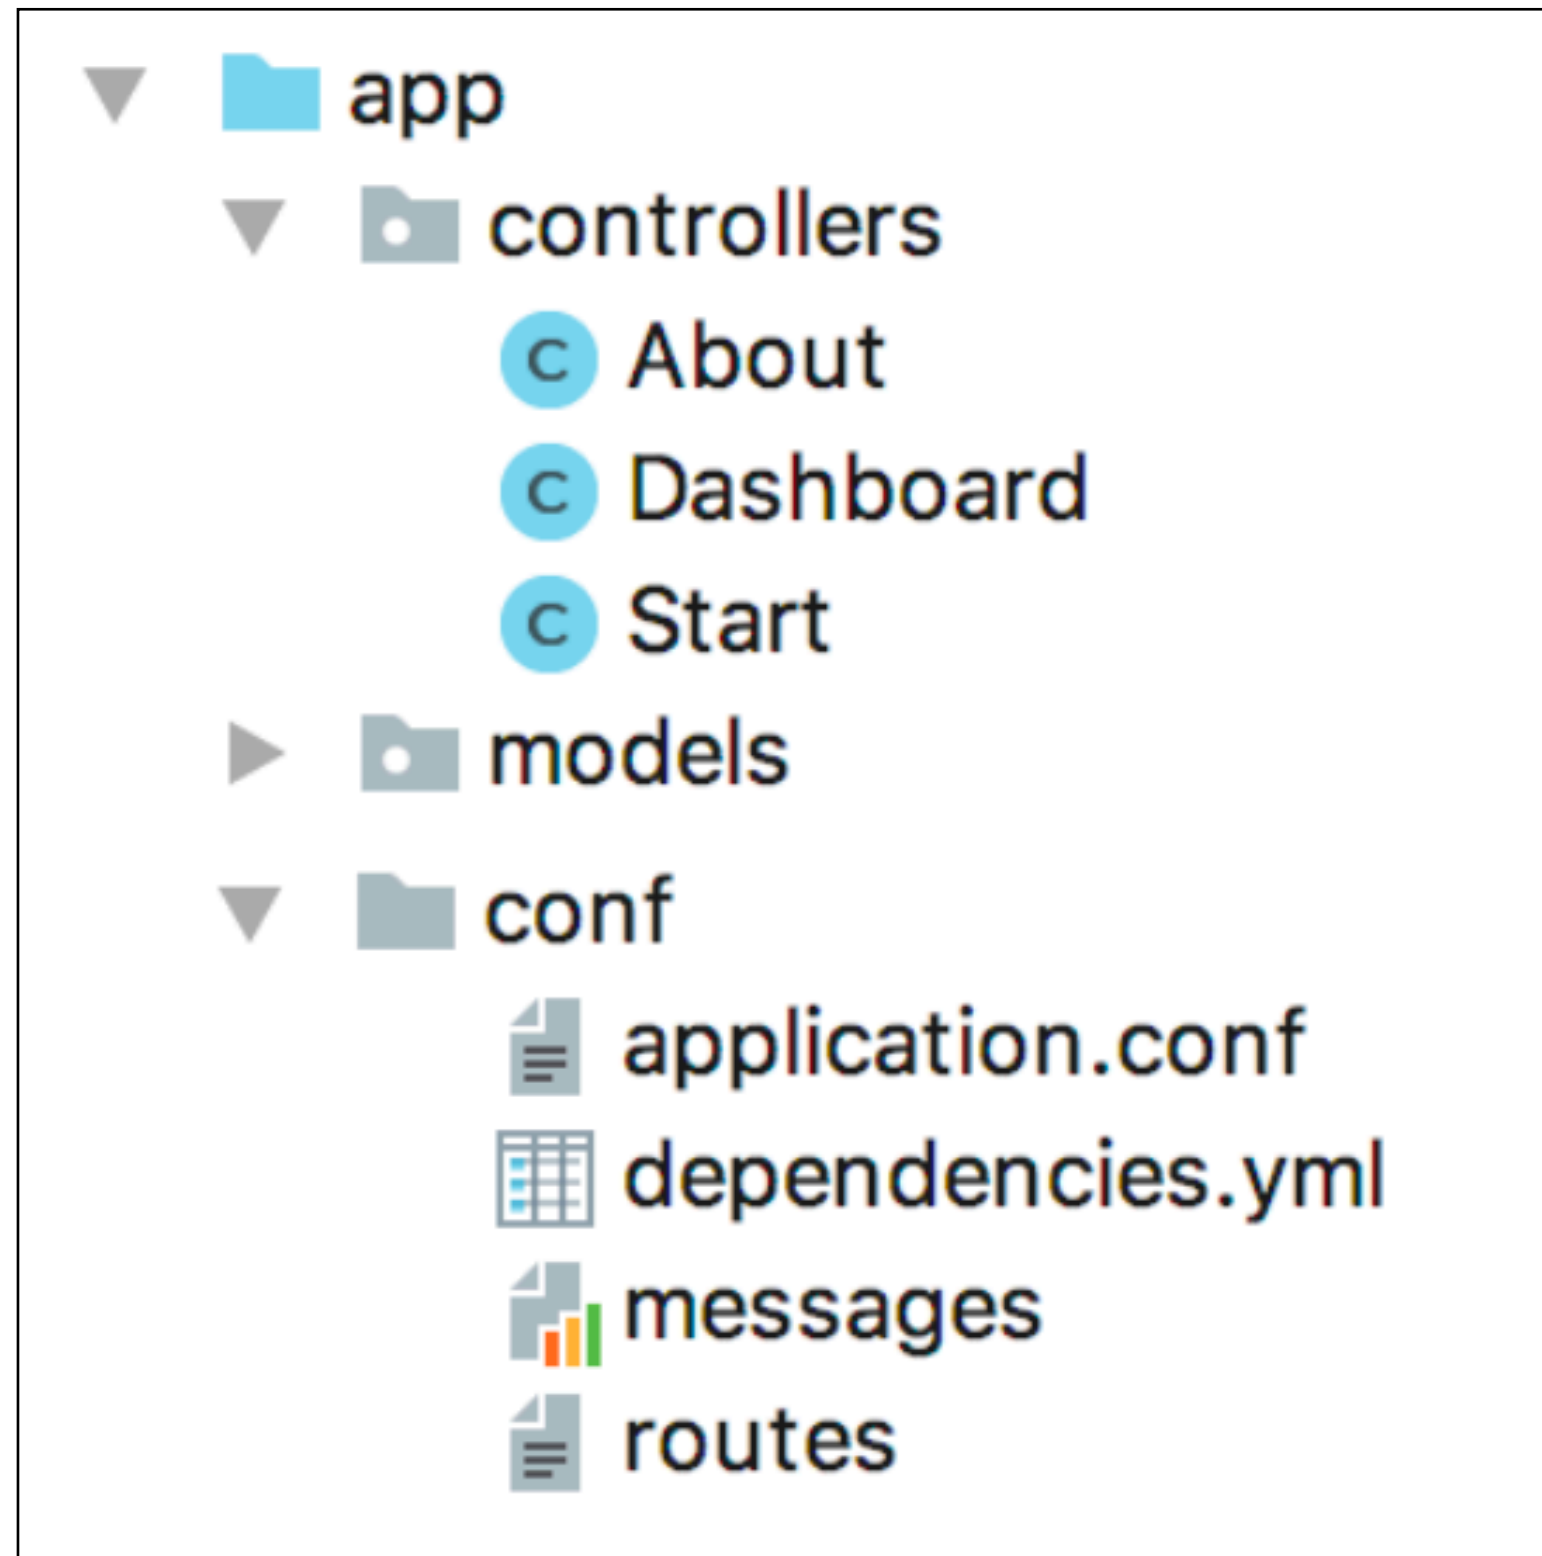 app
controllers
C About
C Dashboard
C Start
models
conf
application.conf
dependencies.yml
messages
routes